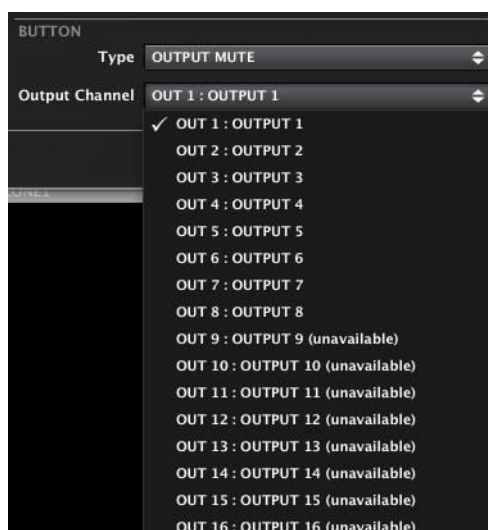 BUTTON
Type OUTPUT MUTE
Output Channel OUT 1 : OUTPUT 1
✓ OUT 1 : OUTPUT 1
OUT 2 : OUTPUT 2
OUT 3 : OUTPUT 3
OUT 4 : OUTPUT 4
OUT 5 : OUTPUT 5
OUT 6 : OUTPUT 6
OUT 7 : OUTPUT 7
OUT 8 : OUTPUT 8
OUT 9 : OUTPUT 9 (unavailable)
OUT 10 : OUTPUT 10 (unavailable)
OUT 11 : OUTPUT 11 (unavailable)
OUT 12 : OUTPUT 12 (unavailable)
OUT 13 : OUTPUT 13 (unavailable)
OUT 14 : OUTPUT 14 (unavailable)
OUT 15 : OUTPUT 15 (unavailable)
OUT 16 : OUTPUT 16 (unavailable)